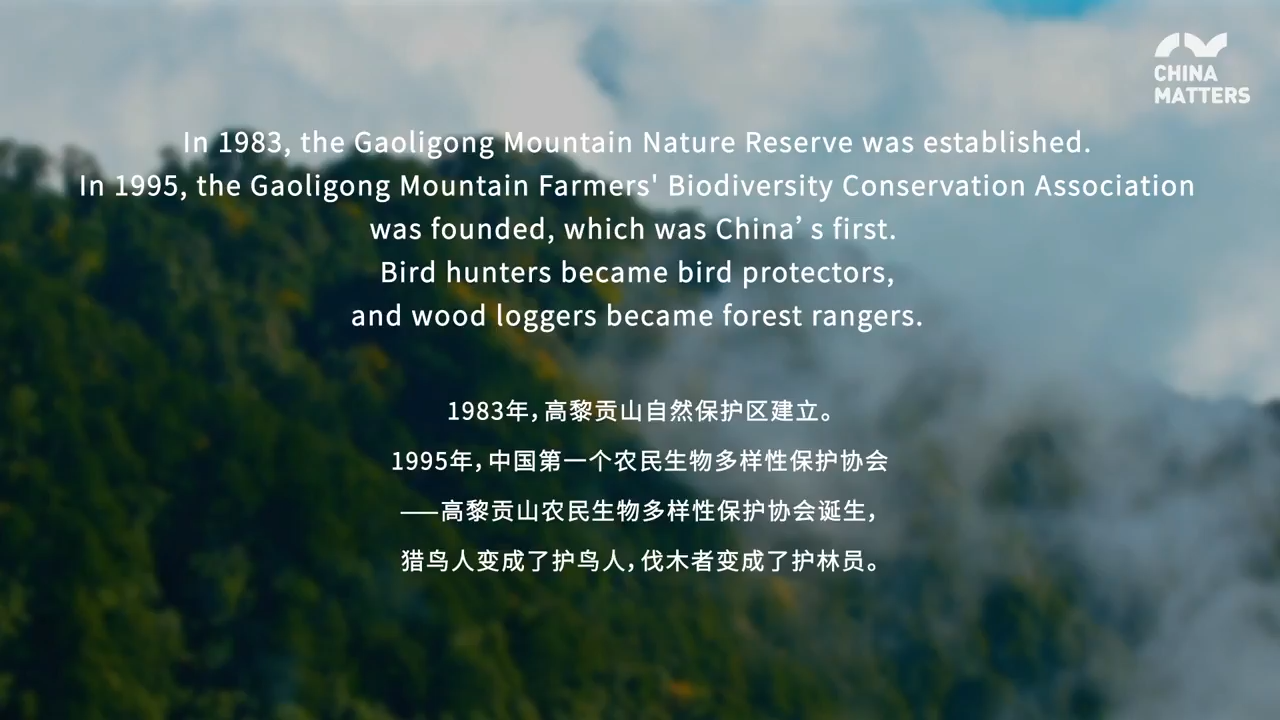 CHINA
MATTERS
In 1983, the Gaoligong Mountain Nature Reserve was established.
In 1995, the Gaoligong Mountain Farmers' Biodiversity Conservation Association
was founded, which was China’s first.
Bird hunters became bird protectors,
and wood loggers became forest rangers.
1983年,高黎贡山自然保护区建立。
1995年,中国第一个农民生物多样性保护协会
——高黎贡山农民生物多样性保护协会诞生,
猎鸟人变成了护鸟人,伐木者变成了护林员。